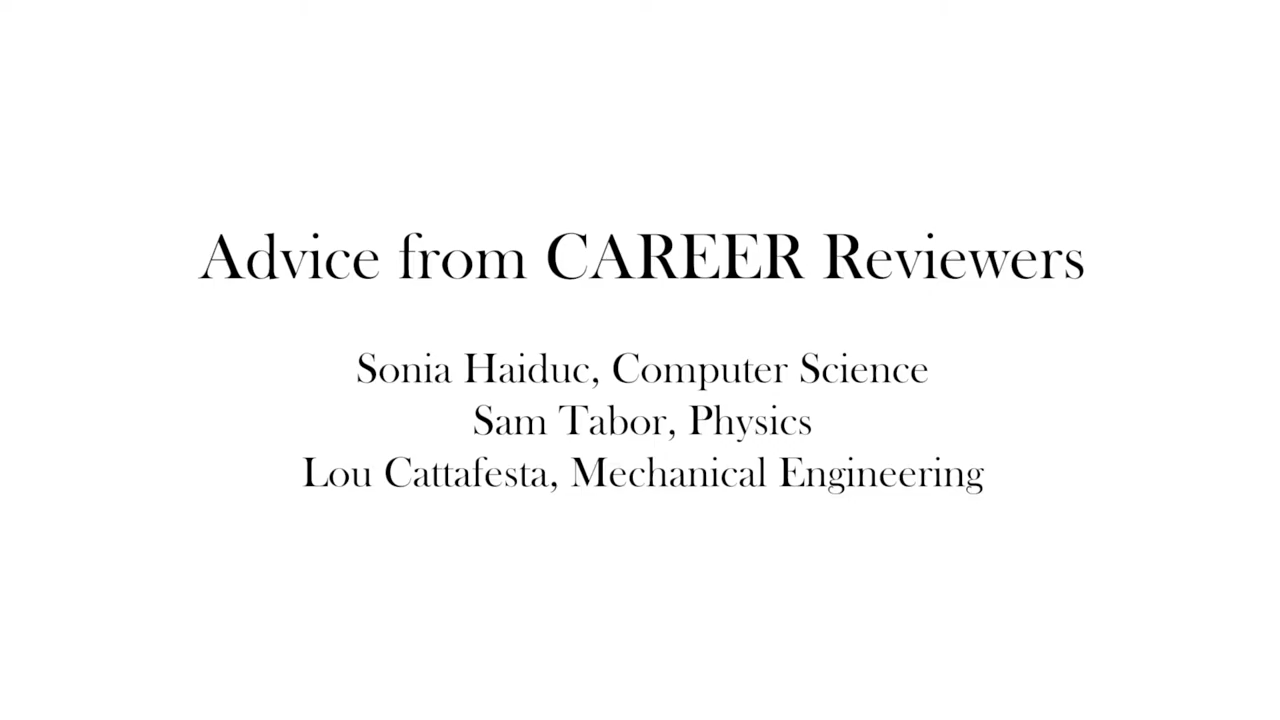 Advice from CAREER Reviewers
Sonia Haiduc, Computer Science
Sam Tabor, Physics
Lou Cattafesta, Mechanical Engineering